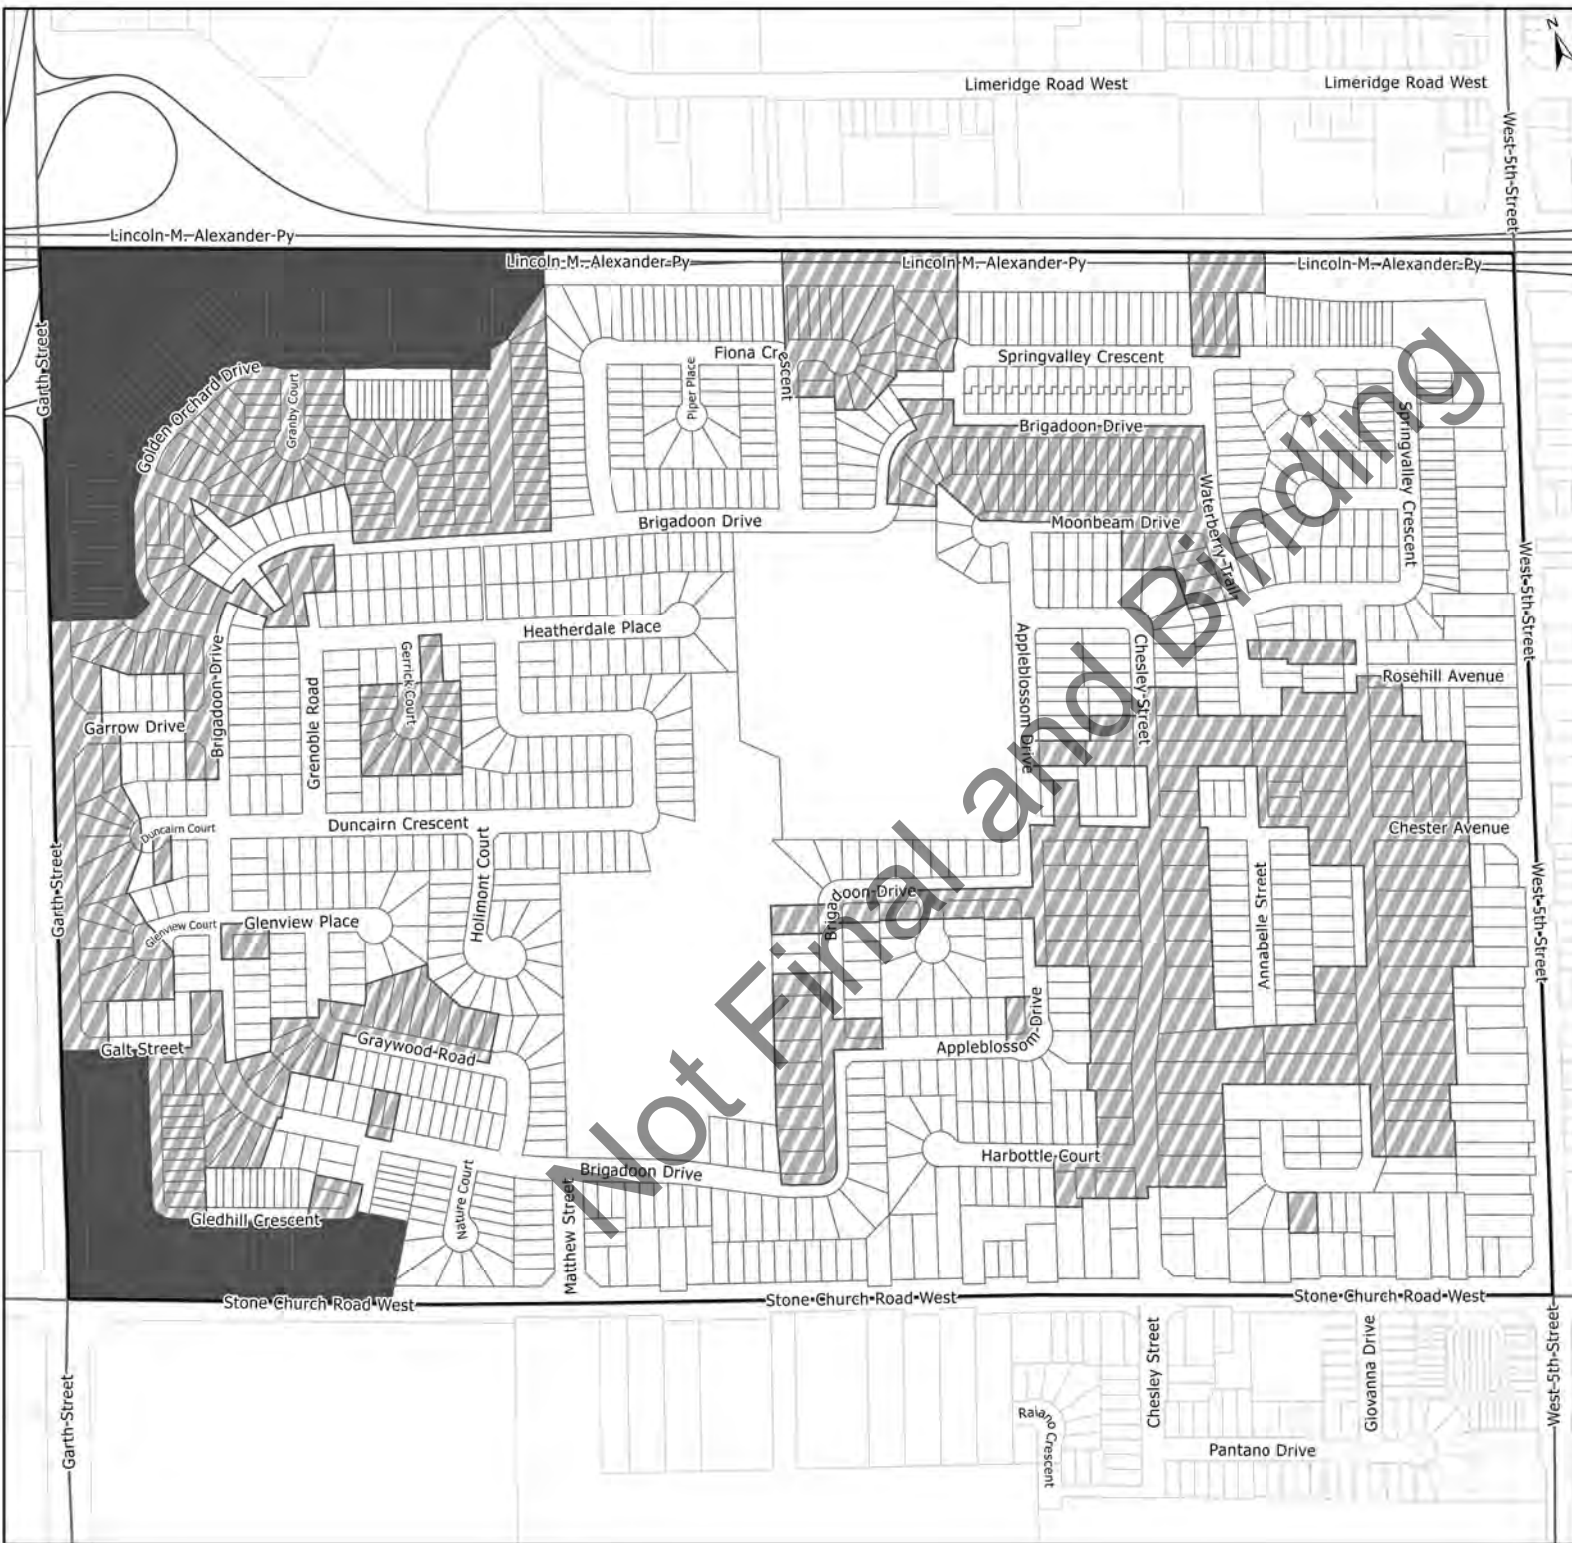 Z
Limeridge Road West
Limeridge Road West
West 5th Street
Lincoln M. Alexander Py
Lincoln M. Alexander Py
Lincoln M. Alexander Py
Lincoln M. Alexander Py
Garth Street
Golden Orchard Drive
Granby Court
Fiona Crescent
Piper Place
Springvalley Crescent
Springvalley Crescent
Brigadoon Drive
Brigadoon Drive
Moonbeam Drive
Waterberry Trail
West 5th Street
Heatherdale Place
Gerrick Court
Grenoble Road
Brigadoon Drive
Garrow Drive
Appleblossom Drive
Chesley Street
Rosehill Avenue
Duncairn Court
Duncairn Crescent
Holimont Court
Chester Avenue
Garth Street
Glenview Court
Glenview Place
Brigadoon Drive
Annabelle Street
West 5th Street
Galt Street
Graywood Road
Appleblossom Drive
Brigadoon Drive
Harbottle Court
Nature Court
Matthew Street
Gledhill Crescent
Stone Church Road West
Stone Church Road West
Stone Church Road West
Garth Street
Raiano Crescent
Chesley Street
Giovanna Drive
Pantano Drive
West 5th Street
Not Final and Binding